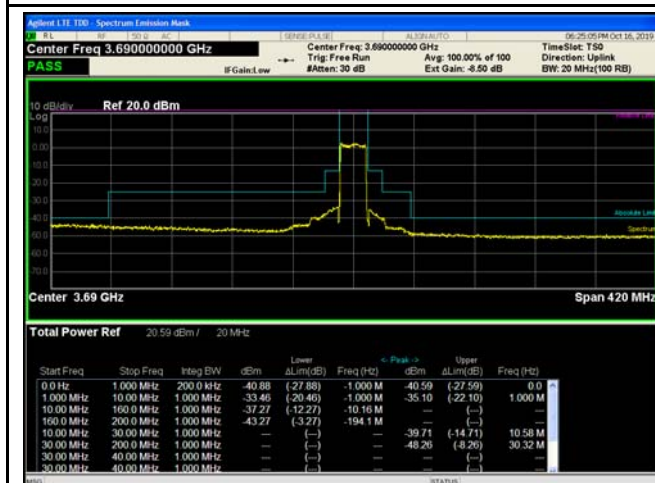 Agilent LTE TDD - Spectrum Emission Mask
RL RF 50 Ω AC SENSE:PULSE ALIGN AUTO 06:25:05 PM Oct 16, 2019
Center Freq 3.690000000 GHz Center Freq: 3.690000000 GHz TimeSlot: TS0
Trig: Free Run Avg: 100.00% of 100 Direction: Uplink
PASS IFGain:Low #Atten: 30 dB Ext Gain: -8.50 dB BW: 20 MHz(100 RB)
10 dB/div Ref 20.0 dBm
Log
10.0
0.00
10.0
20.0
30.0
Absolute Limit
40.0
Spectrum
60.0
70.0
Center 3.69 GHz Span 420 MHz
Total Power Ref 20.59 dBm / 20 MHz
Lower <- Peak -> Upper
Start Freq Stop Freq Integ BW dBm ΔLim(dB) Freq (Hz) dBm ΔLim(dB) Freq (Hz)
0.0 Hz 1.000 MHz 200.0 kHz -40.88 (-27.88) -1.000 M -40.59 (-27.59) 0.0
1.000 MHz 10.00 MHz 1.000 MHz -33.46 (-20.46) -1.000 M -35.10 (-22.10) 1.000 M
10.00 MHz 160.0 MHz 1.000 MHz -37.27 (-12.27) -10.16 M --- (---)
160.0 MHz 200.0 MHz 1.000 MHz -43.27 (-3.27) -194.1 M --- (---)
10.00 MHz 30.00 MHz 1.000 MHz --- (---) -39.71 (-14.71) 10.58 M
30.00 MHz 200.0 MHz 1.000 MHz --- (---) -48.26 (-8.26) 30.32 M
30.00 MHz 40.00 MHz 1.000 MHz --- (---) --- (---)
30.00 MHz 40.00 MHz 1.000 MHz --- (---) --- (---)
MSG STATUS